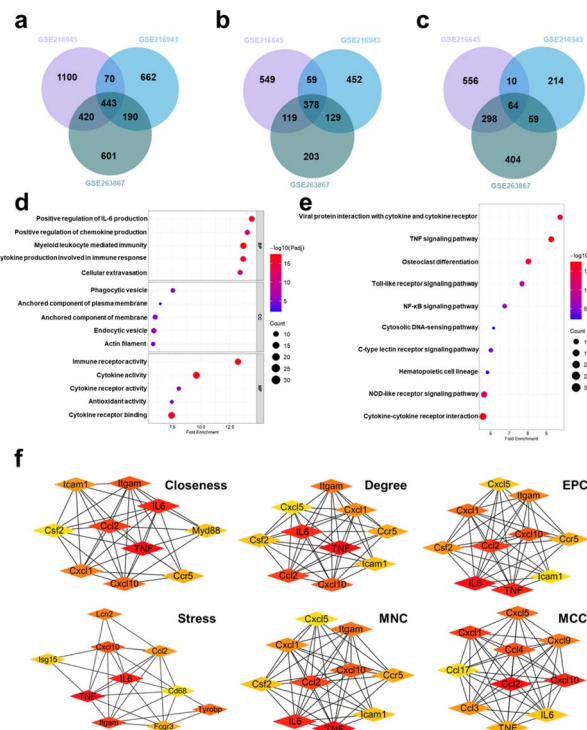 a
GSE216645
GSE216943
1100
70
662
443
420
190
601
GSE263867
b
GSE216645
GSE216943
549
59
452
378
119
129
203
GSE263867
c
GSE216645
GSE216943
556
10
214
64
298
59
404
GSE263867
d
Positive regulation of IL-6 production
Positive regulation of chemokine production
Myeloid leukocyte mediated immunity
Cytokine production involved in immune response
Cellular extravasation
BP
Phagocytic vesicle
Anchored component of plasma membrane
Anchored component of membrane
Endocytic vesicle
Actin filament
CC
Immune receptor activity
Cytokine activity
Cytokine receptor activity
Antioxidant activity
Cytokine receptor binding
MF
7.5
10.0
12.5
Fold Enrichment
-log10(Padj)
15
10
5
Count
10
15
20
25
30
e
Viral protein interaction with cytokine and cytokine receptor
TNF signaling pathway
Osteoclast differentiation
Toll-like receptor signaling pathway
NF-κB signaling pathway
Cytosolic DNA-sensing pathway
C-type lectin receptor signaling pathway
Hematopoietic cell lineage
NOD-like receptor signaling pathway
Cytokine-cytokine receptor interaction
6
7
8
9
Fold Enrichment
-log10(
15
10
5
Count
f
Closeness
Icam1
Itgam
IL6
Csf2
Ccl2
Myd88
TNF
Cxcl1
Cxcl10
Ccr5
Degree
Itgam
Cxcl5
Cxcl1
IL6
Ccr5
Csf2
TNF
Icam1
Ccl2
Cxcl10
EPC
Cxcl5
Itgam
Cxcl1
Cxcl10
Ccr5
Csf2
Ccl2
Icam1
IL6
TNF
Stress
Lcn2
Cxcl10
Ccl2
Isg15
IL6
Cd68
TNF
Tyrobp
Itgam
Fcgr3
MNC
Cxcl5
Itgam
Cxcl1
Cxcl10
Ccr5
Csf2
Ccl2
Icam1
IL6
TNF
MCC
Cxcl5
Cxcl1
Cxcl9
Ccl4
Ccl17
Cxcl10
Ccl2
Ccl3
IL6
TNF